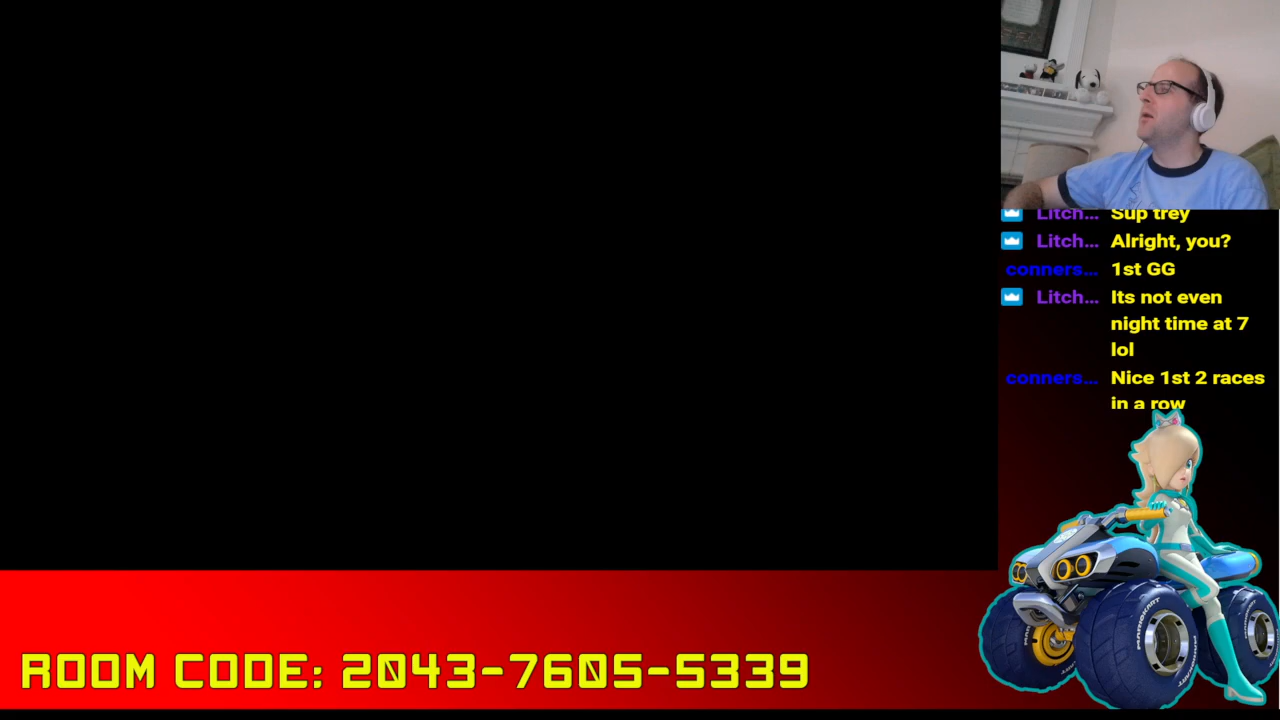 Litch... Sup trey
Litch... Alright, you?
conners... 1st GG
Litch... Its not even
night time at 7
lol
conners... Nice 1st 2 races
in a row
ROOM CODE: 2043-7605-5339
MARIOKART